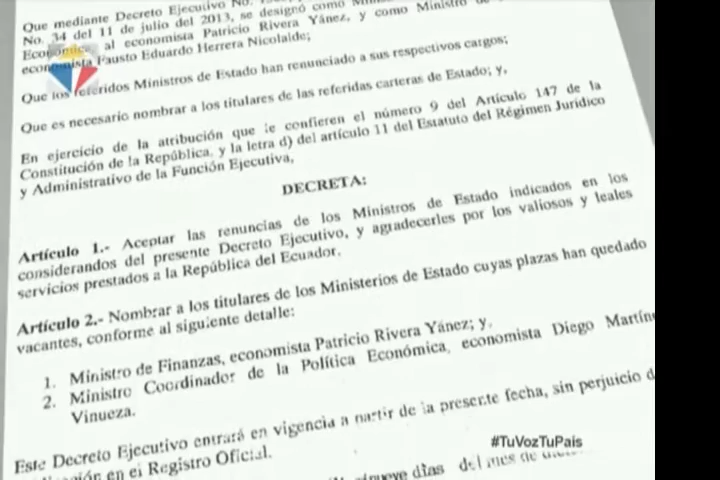 Que mediante Decreto Ejecutivo No.
No. 34 del 11 de julio del 2013, se designó como
al economista Patricio Rivera Yánez, y como Ministro
economista Fausto Eduardo Herrera Nicolalde;
Que los referidos Ministros de Estado han renunciado a sus respectivos cargos;
Que es necesario nombrar a los titulares de las referidas carteras de Estado; y,
En ejercicio de la atribución que le confieren el número 9 del Artículo 147 de la
Constitución de la República, y la letra d) del artículo 11 del Estatuto del Régimen Jurídico
y Administrativo de la Función Ejecutiva,
DECRETA:
Artículo 1.- Aceptar las renuncias de los Ministros de Estado indicados en los
considerandos del presente Decreto Ejecutivo, y agradecerles por los valiosos y leales
servicios prestados a la República del Ecuador.
Artículo 2.- Nombrar a los titulares de los Ministerios de Estado cuyas plazas han quedado
vacantes, conforme al siguiente detalle:
1. Ministro de Finanzas, economista Patricio Rivera Yánez; y,
2. Ministro Coordinador de la Política Económica, economista Diego Martín
Vinueza.
Este Decreto Ejecutivo entrará en vigencia a partir de la presente fecha, sin perjuicio d
#TuVozTuPaís
en el Registro Oficial.
días del mes de